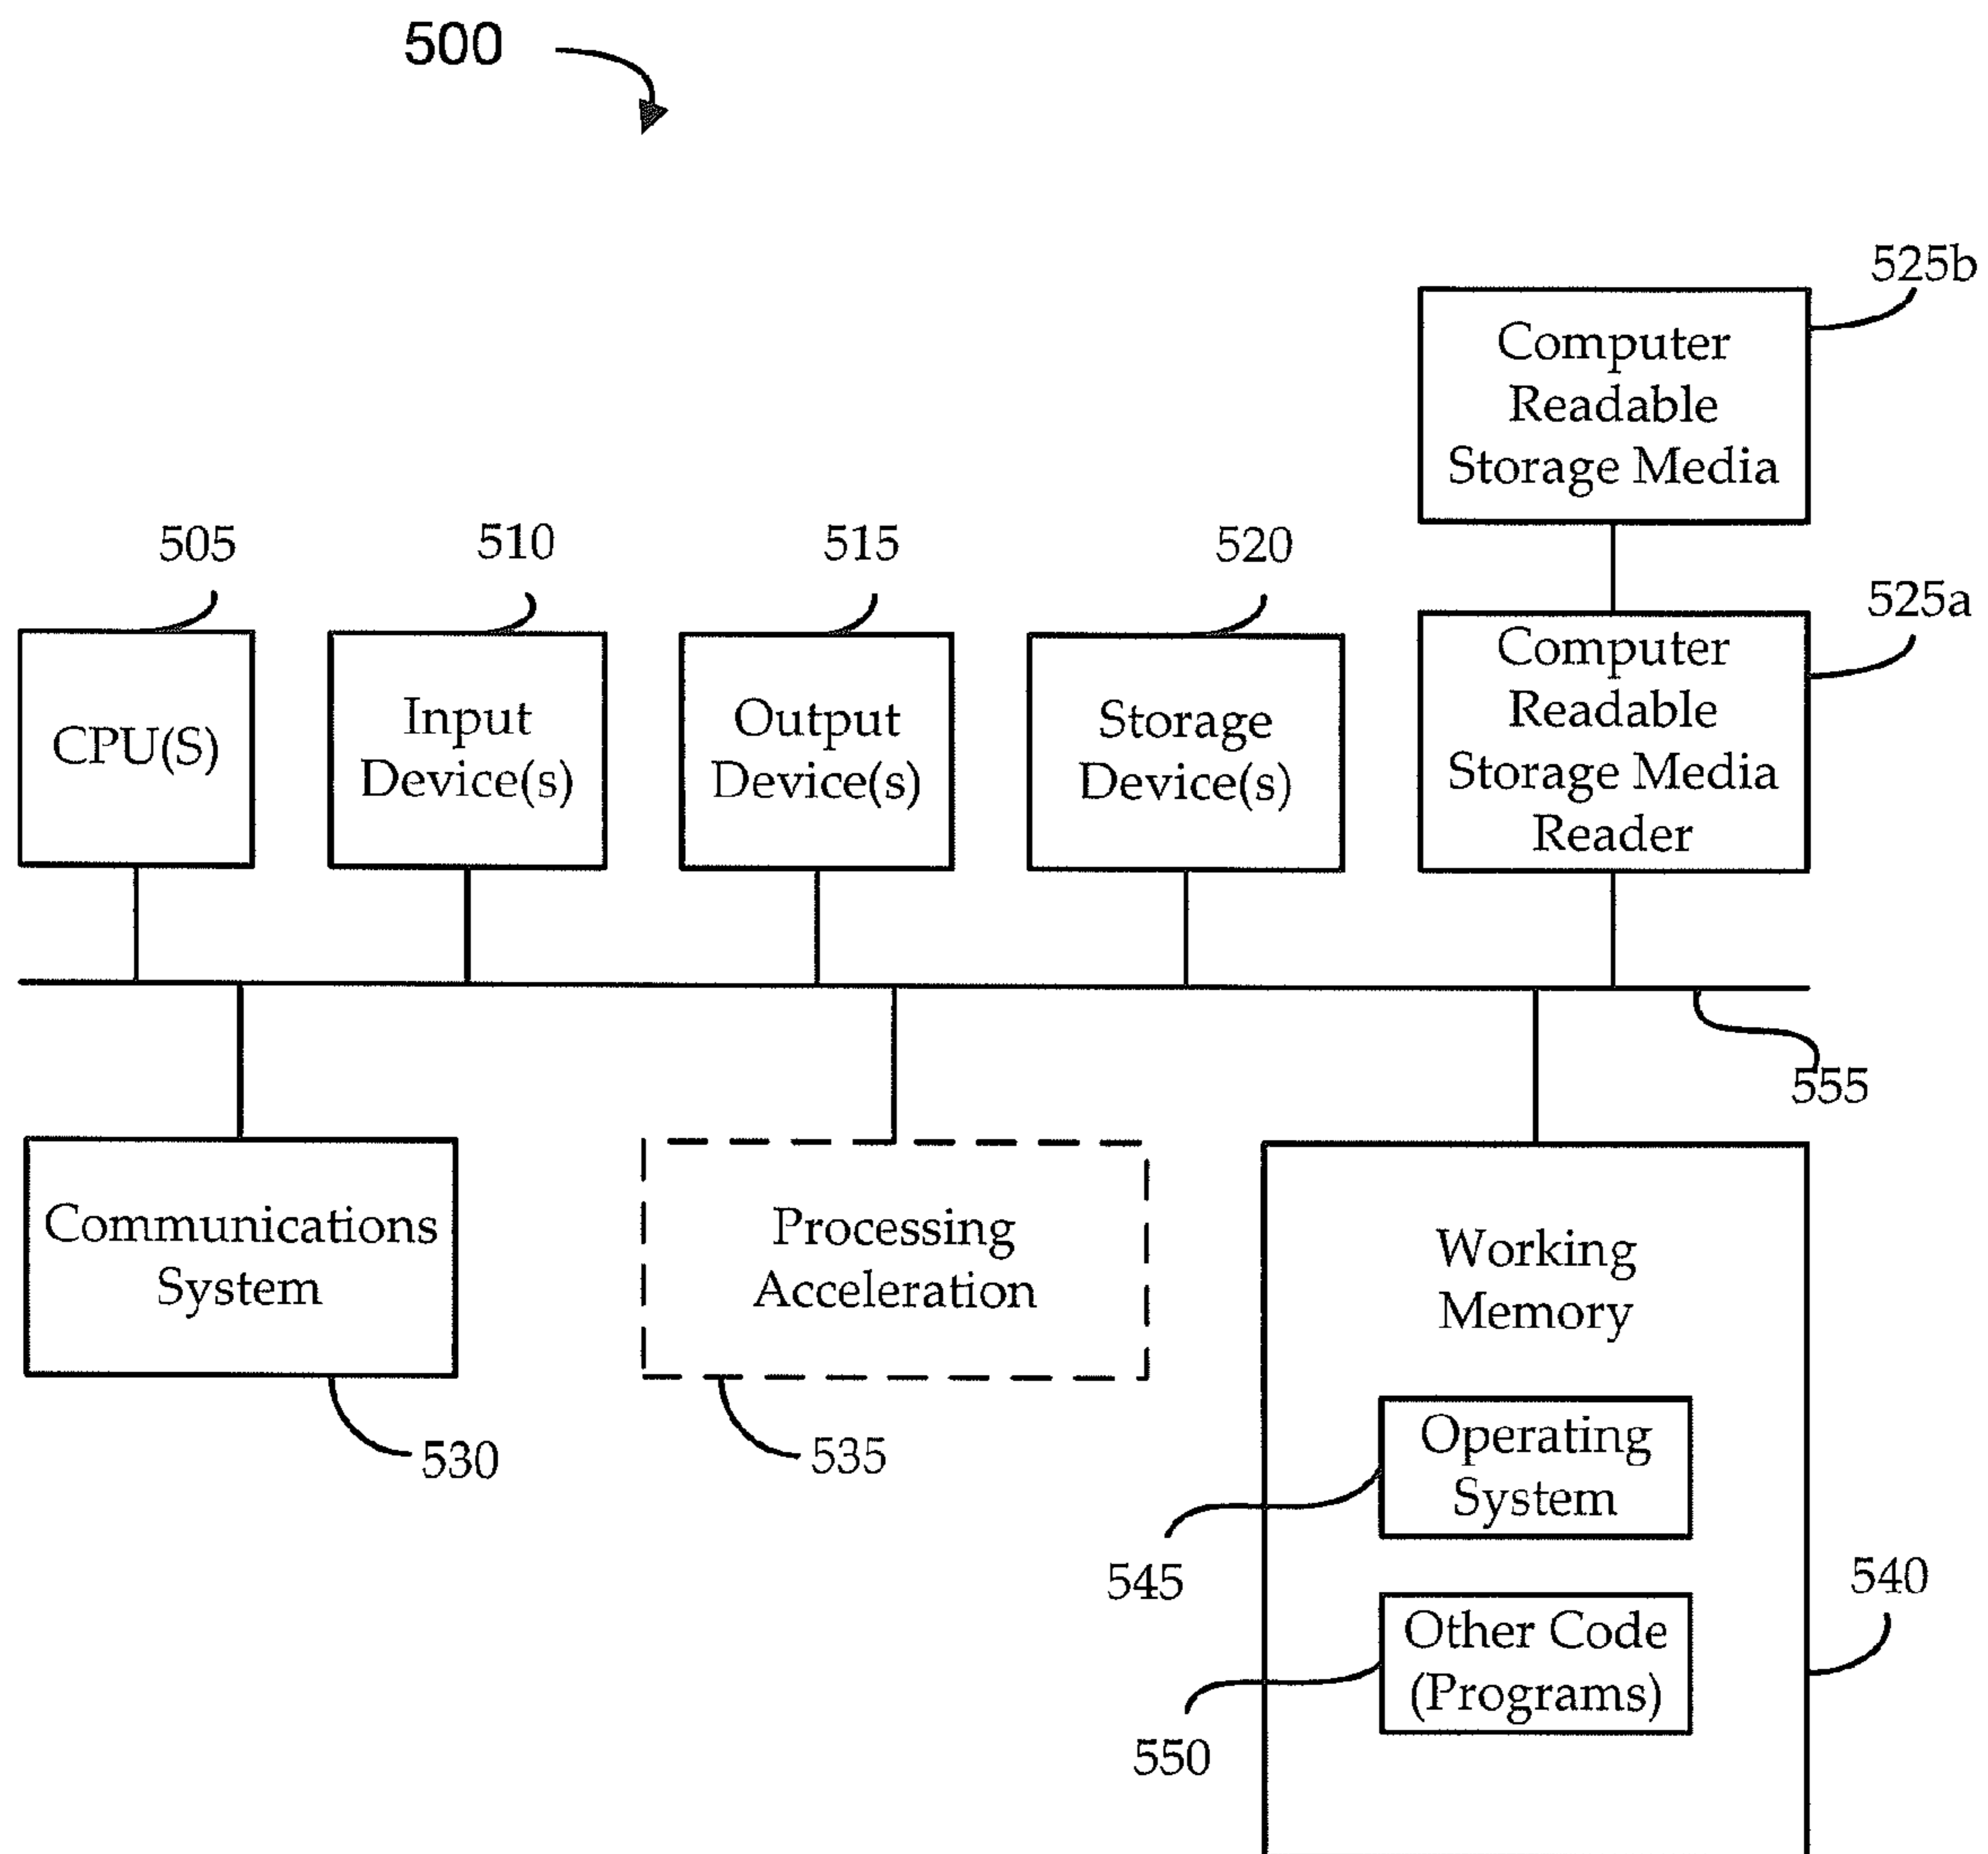 500
525b
Computer
Readable
Storage Media
505
510
515
520
525a
CPU(S)
Input
Device(s)
Output
Device(s)
Storage
Device(s)
Computer
Readable
Storage Media
Reader
555
Communications
System
Processing
Acceleration
Working
Memory
530
535
Operating
System
545
540
Other Code
(Programs)
550